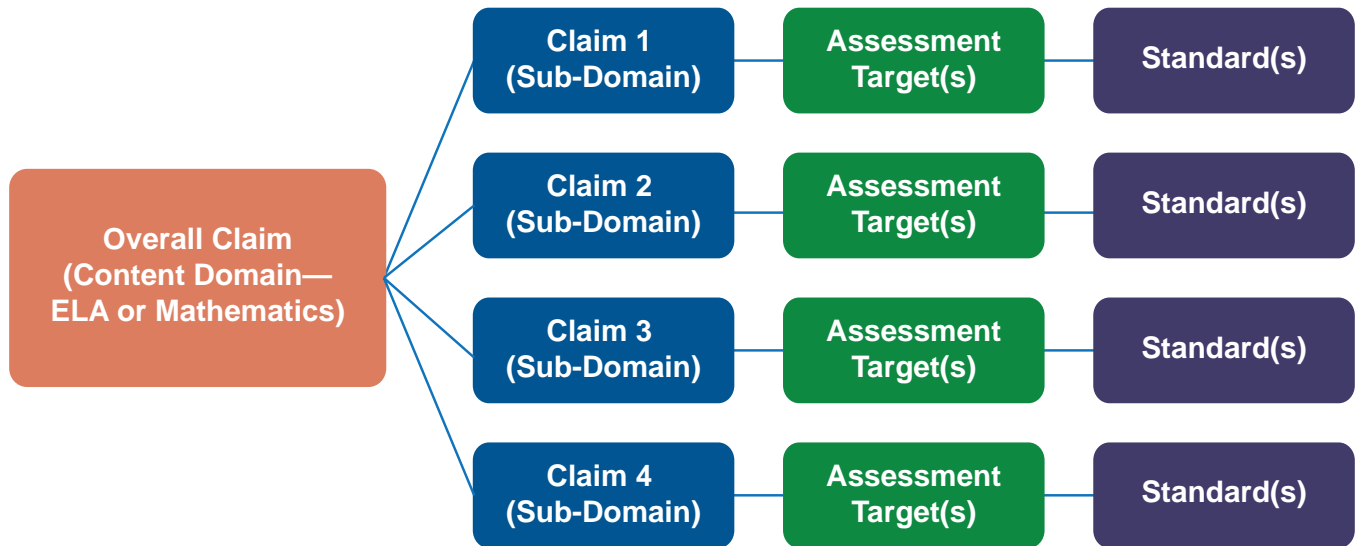 Claim 1
(Sub-Domain)
Assessment
Target(s)
Standard(s)
Claim 2
(Sub-Domain)
Assessment
Target(s)
Standard(s)
Overall Claim
(Content Domain—
ELA or Mathematics)
Claim 3
(Sub-Domain)
Assessment
Target(s)
Standard(s)
Claim 4
(Sub-Domain)
Assessment
Target(s)
Standard(s)